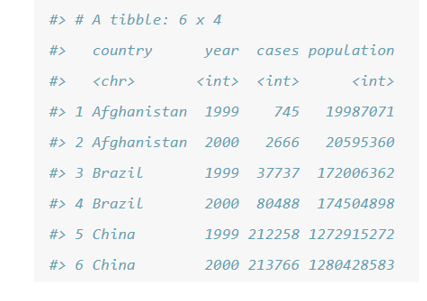 #> # A tibble: 6 x 4
#>   country      year  cases population
#>   <chr>       <int>  <int>      <int>
#> 1 Afghanistan  1999    745   19987071
#> 2 Afghanistan  2000   2666   20595360
#> 3 Brazil       1999  37737  172006362
#> 4 Brazil       2000  80488  174504898
#> 5 China        1999 212258 1272915272
#> 6 China        2000 213766 1280428583